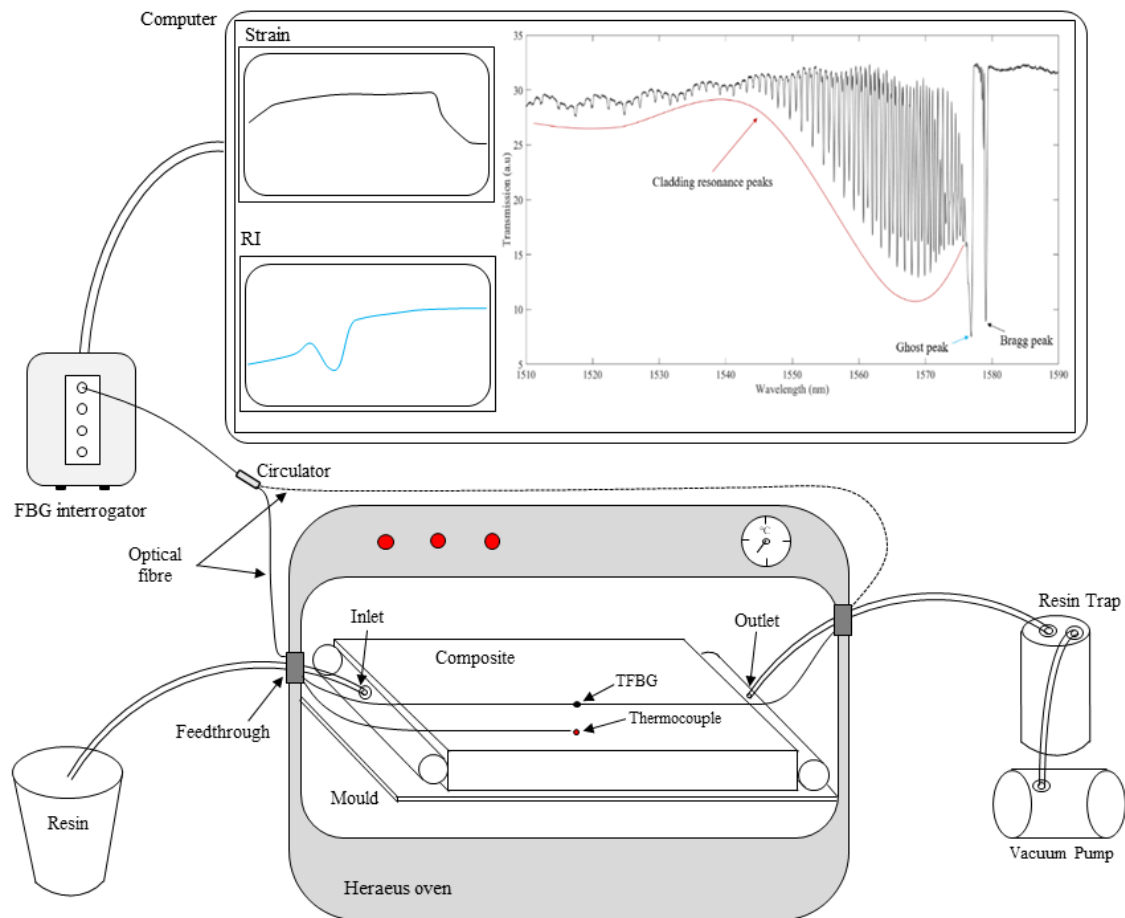 Computer
Strain
RI
35
30
25
20
15
10
5
Transmission (a.u)
Cladding resonance peaks
Ghost peak
Bragg peak
1510
1520
1530
1540
1550
1560
1570
1580
1590
Wavelength (nm)
FBG interrogator
Circulator
Optical
fibre
°C
Inlet
Composite
Outlet
Resin Trap
TFBG
Thermocouple
Feedthrough
Mould
Resin
Vacuum Pump
Heraeus oven